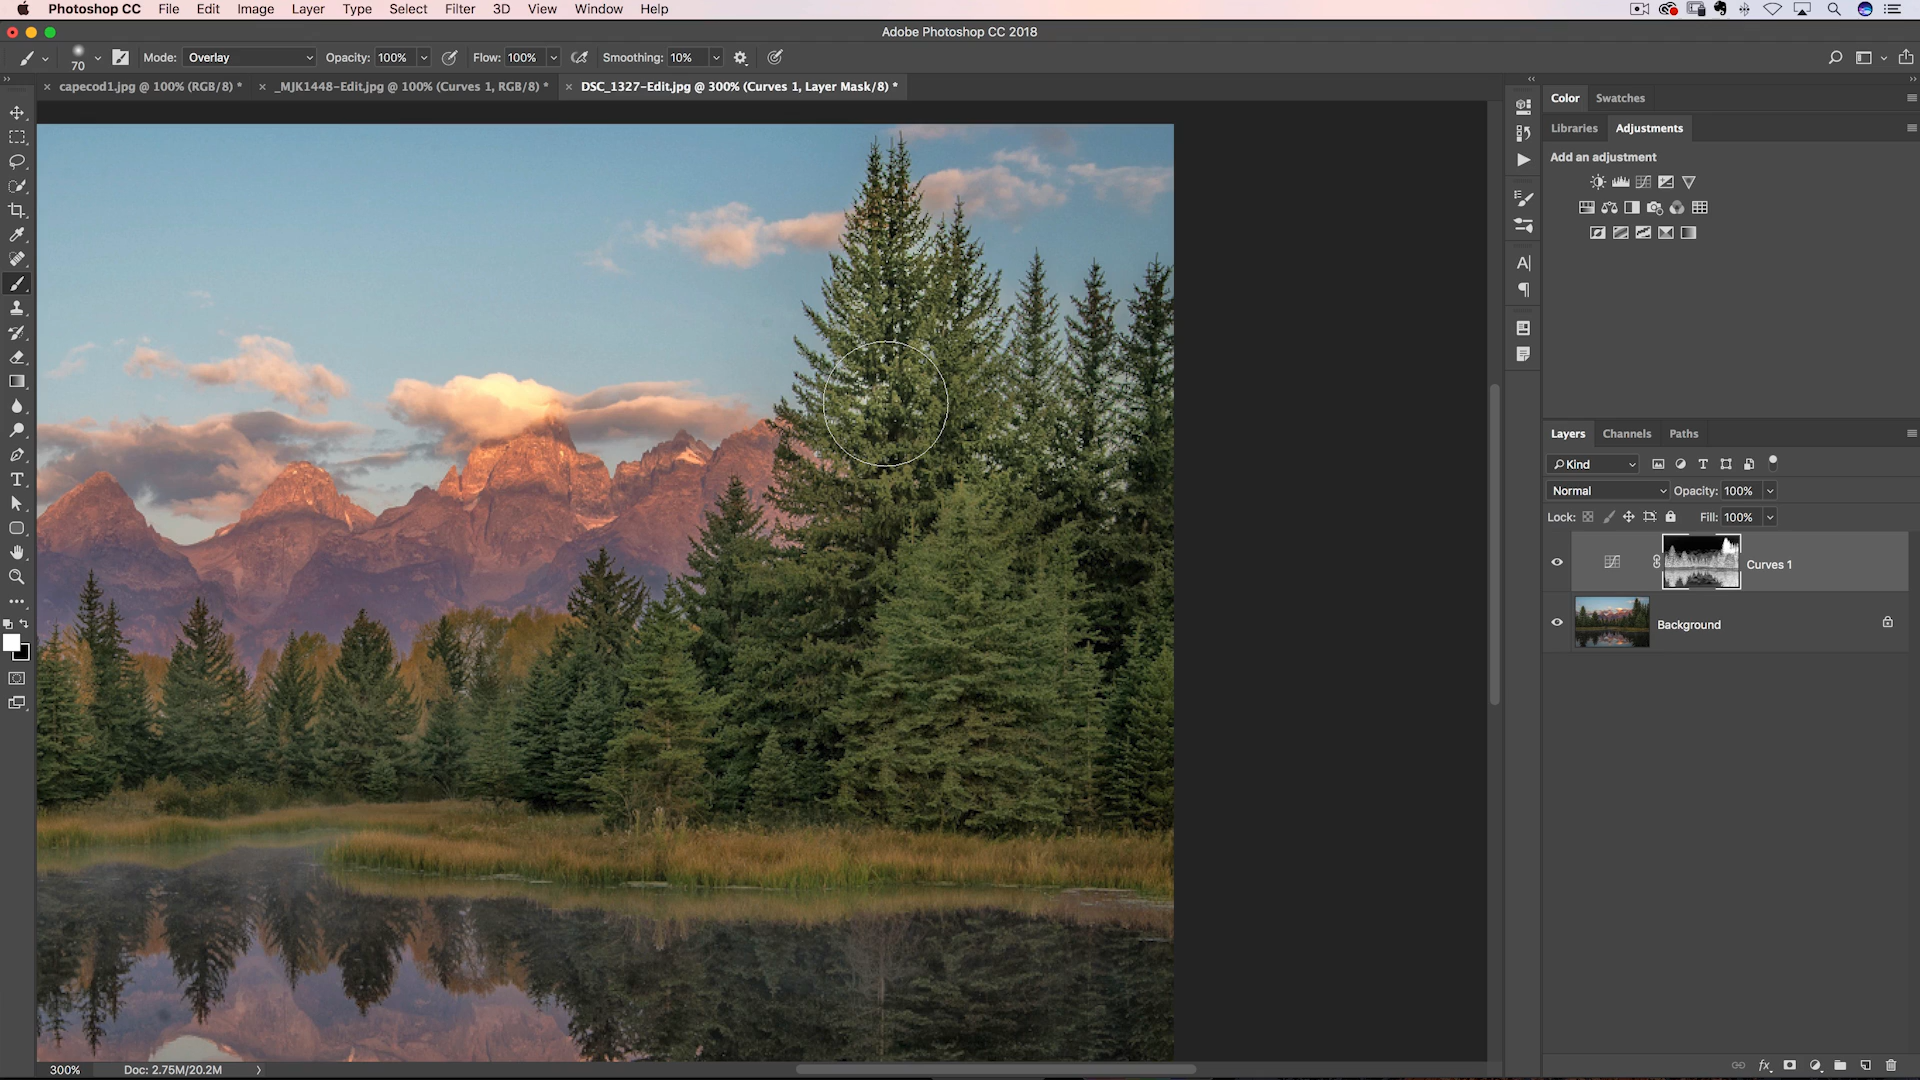 Photoshop CC File Edit Image Layer Type Select Filter 3D View Window Help
Adobe Photoshop CC 2018
70 Mode: Overlay Opacity: 100% Flow: 100% Smoothing: 10%
capecod1.jpg @ 100% (RGB/8) * _MJK1448-Edit.jpg @ 100% (Curves 1, RGB/8) * DSC_1327-Edit.jpg @ 300% (Curves 1, Layer Mask/8) *
Color Swatches
Libraries Adjustments
Add an adjustment
Layers Channels Paths
Kind
Normal Opacity: 100%
Lock: Fill: 100%
Curves 1
Background
300% Doc: 2.75M/20.2M